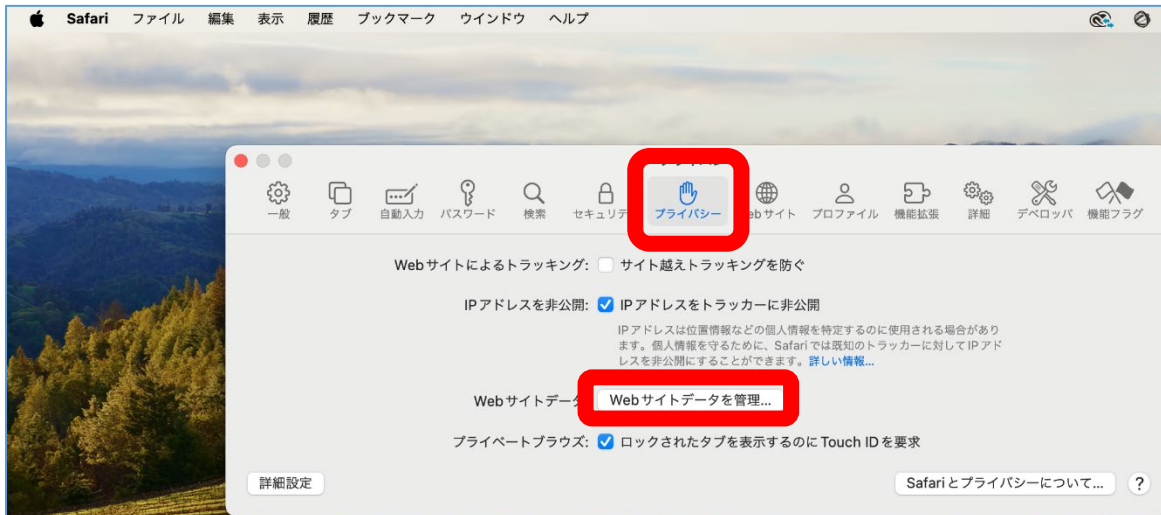 Safari ファイル 編集 表示 履歴 ブックマーク ウインドウ ヘルプ
一般 タブ 自動入力 パスワード 検索 セキュリテ プライバシー ebサイト プロファイル 機能拡張 詳細 デベロッパ 機能フラグ
Webサイトによるトラッキング: サイト越えトラッキングを防ぐ
IPアドレスを非公開: IPアドレスをトラッカーに非公開
IPアドレスは位置情報などの個人情報を特定するのに使用される場合があり
ます。個人情報を守るために、Safariでは既知のトラッカーに対してIPアド
レスを非公開にすることができます。詳しい情報...
Webサイトデータ Webサイトデータを管理...
プライベートブラウズ: ロックされたタブを表示するのにTouch IDを要求
詳細設定 Safariとプライバシーについて... ?